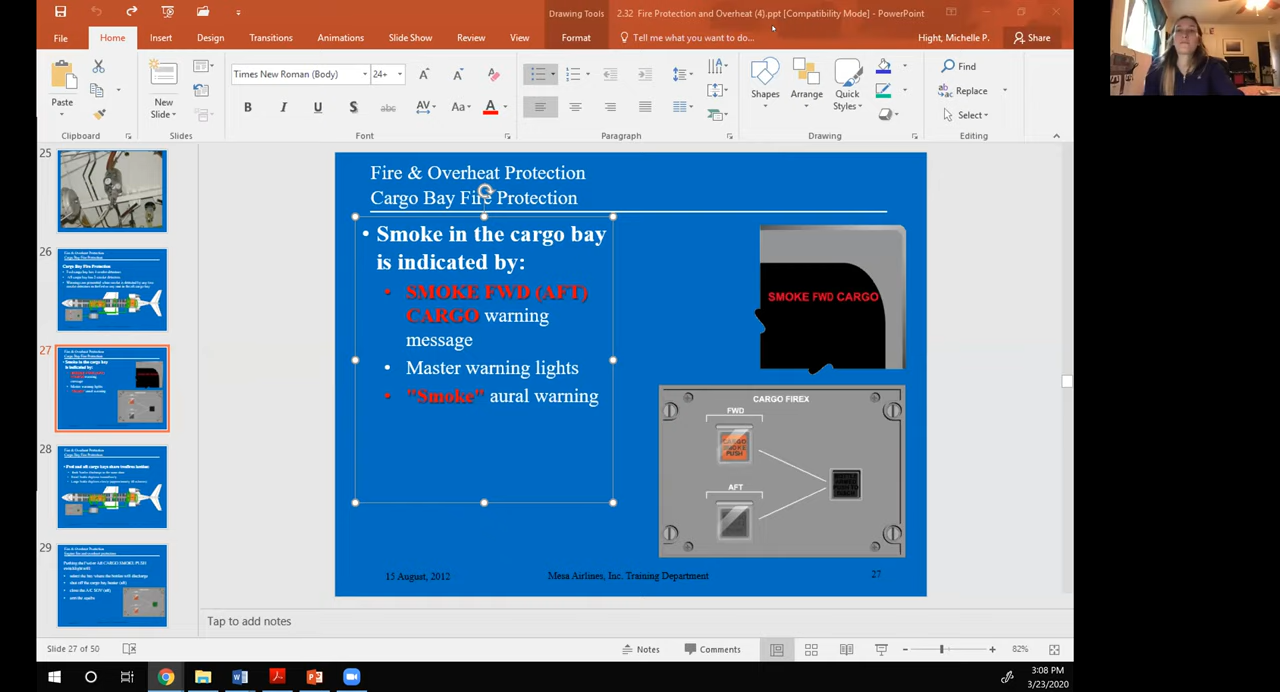 Drawing Tools
2.32 Fire Protection and Overheat (4).ppt [Compatibility Mode] - PowerPoint
File Home Insert Design Transitions Animations Slide Show Review View Format Tell me what you want to do... Hight, Michelle P. Share
Paste
New Slide
Times New Roman (Body) 24+
B I U S abc AV Aa A
Shapes Arrange Quick Styles
Find
Replace
Select
Clipboard Slides Font Paragraph Drawing Editing
25
26
27
28
29
Fire & Overheat Protection
Cargo Bay Fire Protection
• Smoke in the cargo bay
is indicated by:
• SMOKE FWD (AFT)
CARGO warning
message
• Master warning lights
• "Smoke" aural warning
SMOKE FWD CARGO
CARGO FIREX
FWD
CARGO
SMOKE
PUSH
AFT
15 August, 2012 Mesa Airlines, Inc. Training Department 27
Tap to add notes
Slide 27 of 50 Notes Comments 82%
3:08 PM
3/23/2020